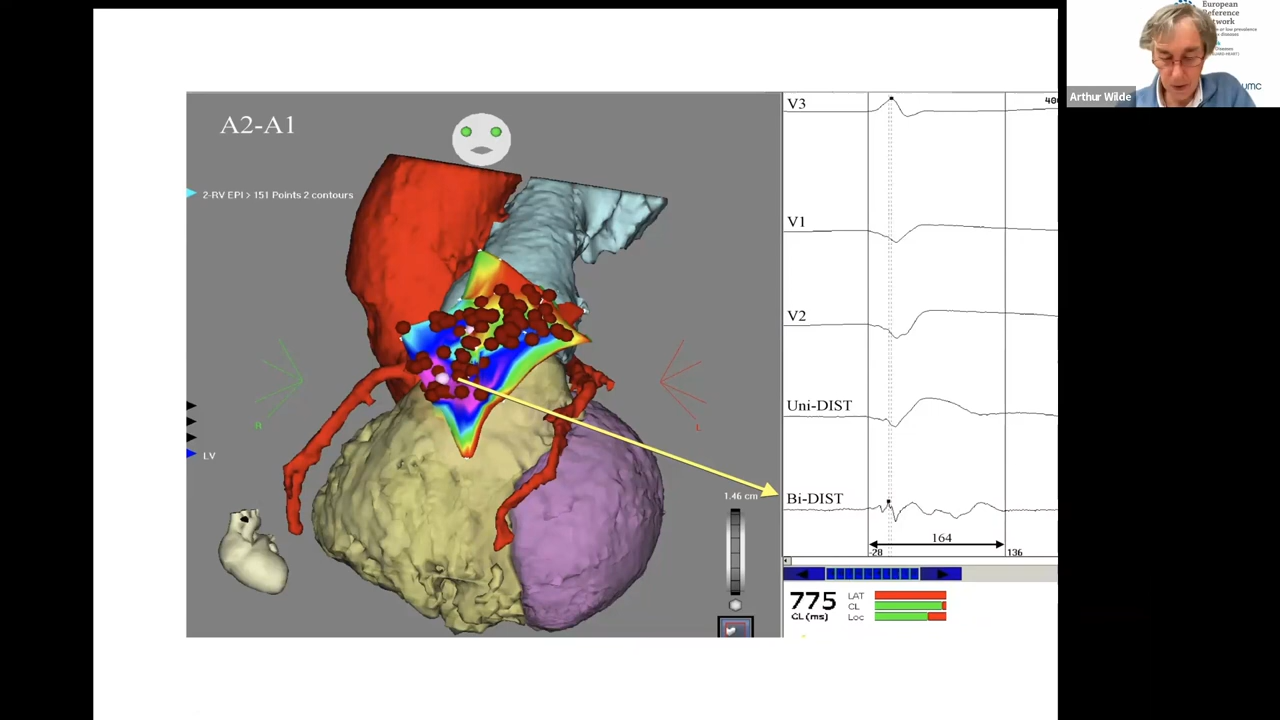 A2-A1
2-RV EPI > 151 Points 2 contours
R
L
LV
1.46 cm
V3
V1
V2
Uni-DIST
Bi-DIST
164
-28
136
775
CL (ms)
LAT
CL
Loc
European
Reference
Network
Arthur Wilde